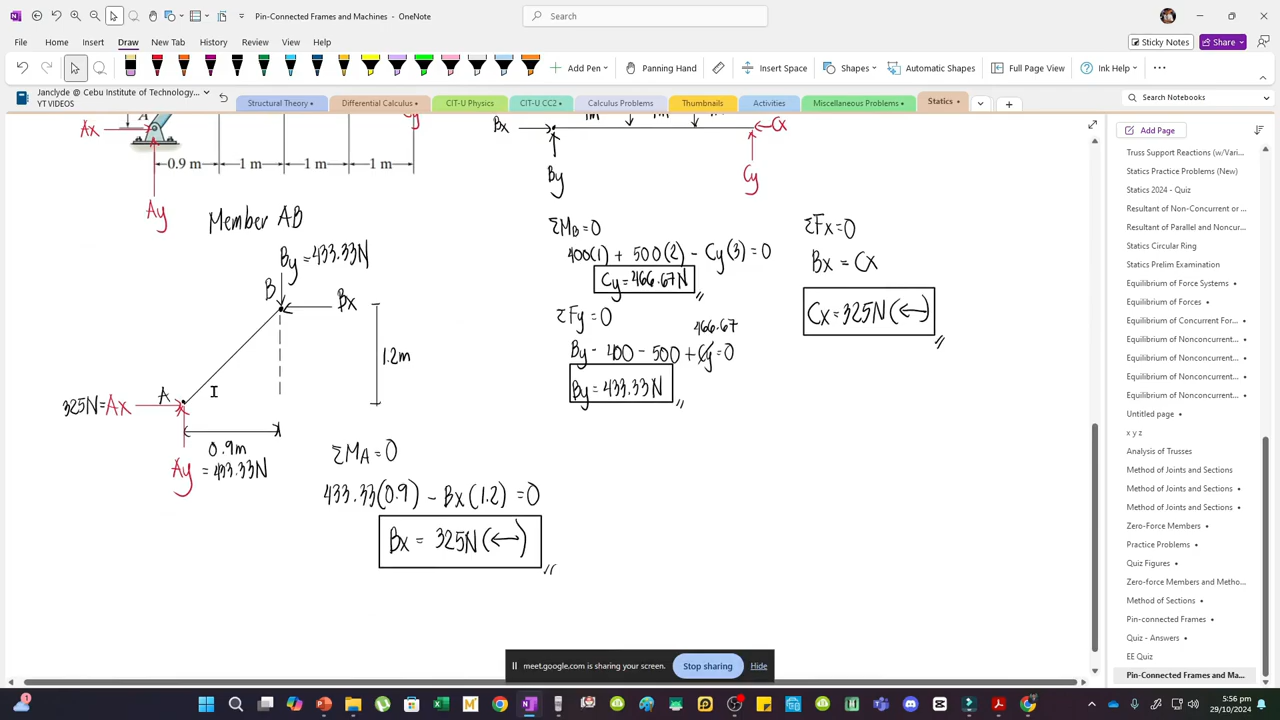 Pin-Connected Frames and Machines - OneNote
Search
File Home Insert Draw New Tab History Review View Help
Sticky Notes
Share
Add Pen
Panning Hand
Insert Space
Shapes
Automatic Shapes
Full Page View
Ink Help
Janclyde @ Cebu Institute of Technology...
YT VIDEOS
Structural Theory
Differential Calculus
CIT-U Physics
CIT-U CC2
Calculus Problems
Thumbnails
Activities
Miscellaneous Problems
Statics
Search Notebooks
Add Page
Truss Support Reactions (w/Vari...
Statics Practice Problems (New)
Statics 2024 - Quiz
Resultant of Non-Concurrent or ...
Resultant of Parallel and Noncur...
Statics Circular Ring
Statics Prelim Examination
Equilibrium of Force Systems
Equilibrium of Forces
Equilibrium of Concurrent For...
Equilibrium of Nonconcurrent...
Equilibrium of Nonconcurrent...
Equilibrium of Nonconcurrent...
Equilibrium of Nonconcurrent...
Untitled page
x y z
Analysis of Trusses
Method of Joints and Sections
Method of Joints and Sections
Method of Joints and Sections
Zero-Force Members
Practice Problems
Quiz Figures
Zero-force Members and Metho...
Method of Sections
Pin-connected Frames
Quiz - Answers
EE Quiz
Pin-Connected Frames and Ma...
A
Ax
Cy
0.9 m 1 m 1 m 1 m
Ay
Bx
1m 1m 1m
Cx
By
Cy
Member AB
By = 433.33N
B
Bx
1.2m
A
325N = Ax
0.9m
Ay = 433.33N
ΣMA = 0
433.33(0.9) - Bx(1.2) = 0
Bx = 325N(↔)
ΣMB = 0
400(1) + 500(2) - Cy(3) = 0
Cy = 466.67N
ΣFy = 0
466.67
By - 400 - 500 + Cy = 0
By = 433.33N
ΣFx = 0
Bx = Cx
Cx = 325N(↔)
meet.google.com is sharing your screen.
Stop sharing
Hide
1
5:56 pm
29/10/2024